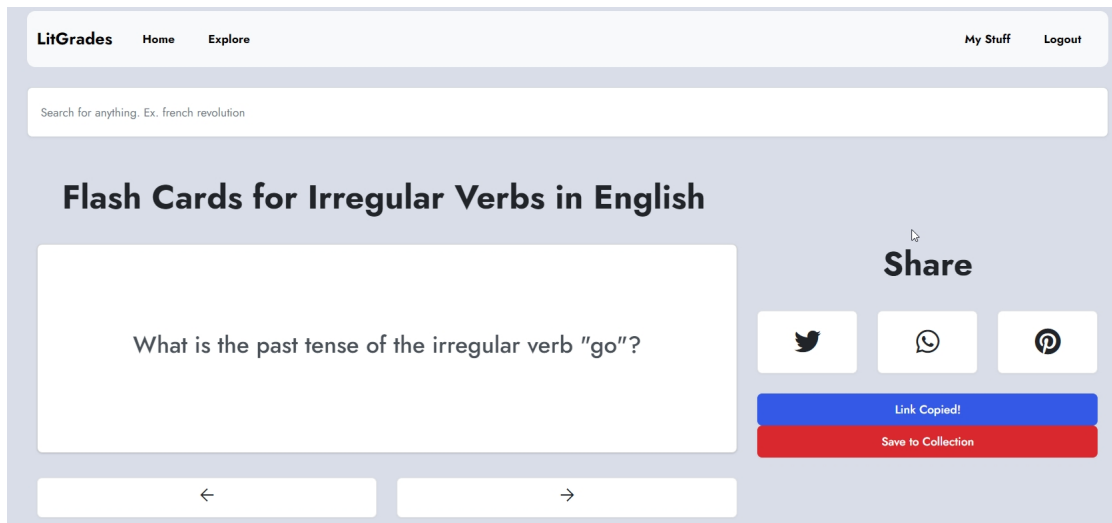 LitGrades Home Explore My Stuff Logout
Search for anything. Ex. french revolution
Flash Cards for Irregular Verbs in English
What is the past tense of the irregular verb "go"?
Share
Link Copied!
Save to Collection